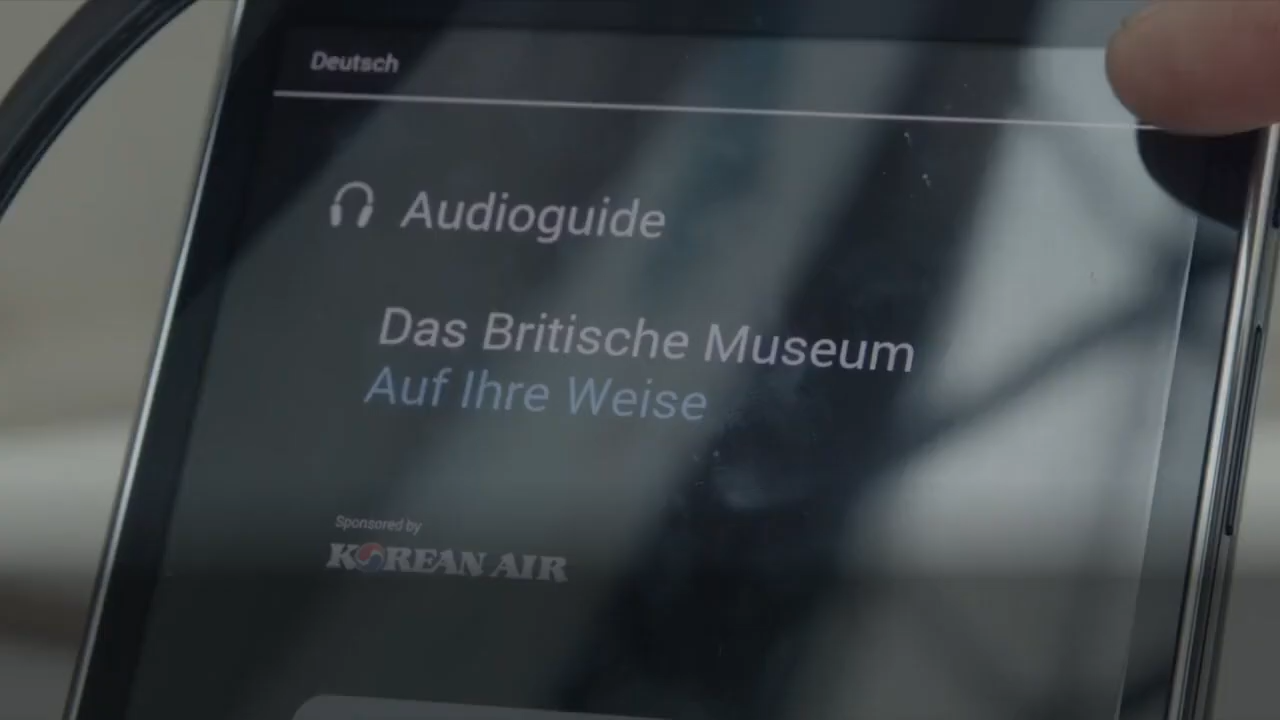 Deutsch
Audioguide
Das Britische Museum
Auf Ihre Weise
Sponsored by
KOREAN AIR